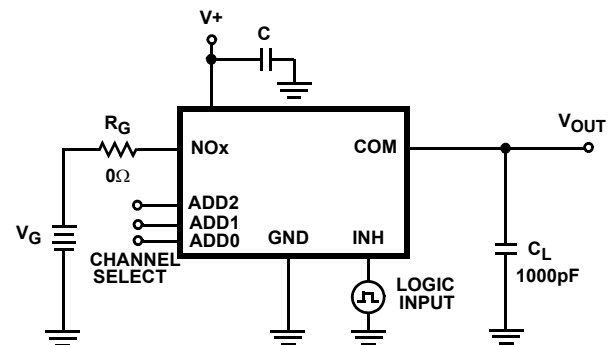 V+
C
RG
0Ω
NOx
COM
VOUT
ADD2
ADD1
ADD0
GND
INH
VG
CHANNEL
SELECT
LOGIC
INPUT
CL
1000pF